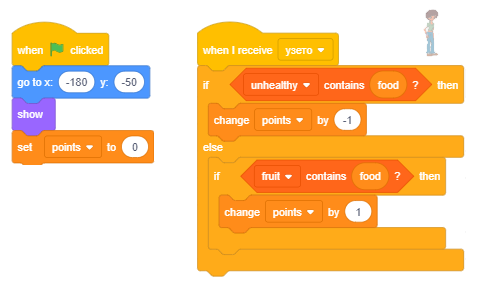 when clicked
go to x: -180 y: -50
show
set points to 0
when I receive узето
if unhealthy contains food ? then
change points by -1
else
if fruit contains food ? then
change points by 1